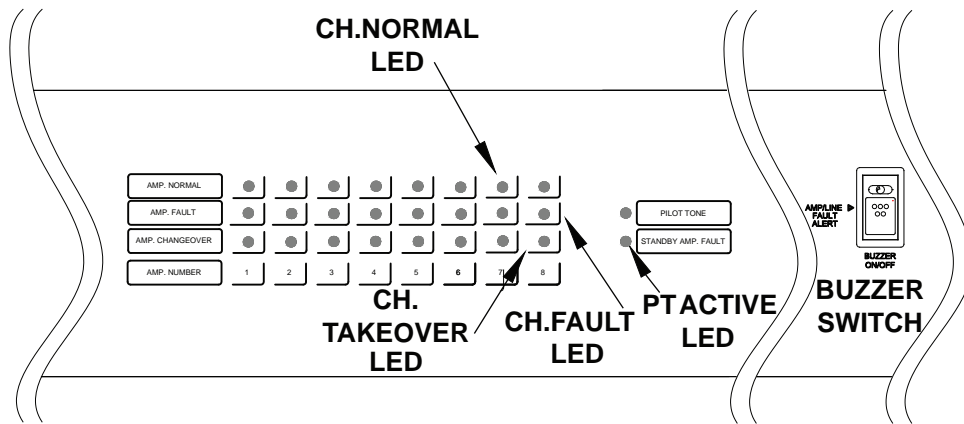 CH.NORMAL
LED
AMP. NORMAL
AMP. FAULT
PILOT TONE
AMP. CHANGEOVER
STANDBY AMP. FAULT
AMP. NUMBER 1 2 3 4 5 6 7 8
AMP/LINE
FAULT
ALERT
BUZZER
ON/OFF
CH.
TAKEOVER
LED
CH.FAULT
LED
PT ACTIVE
LED
BUZZER
SWITCH